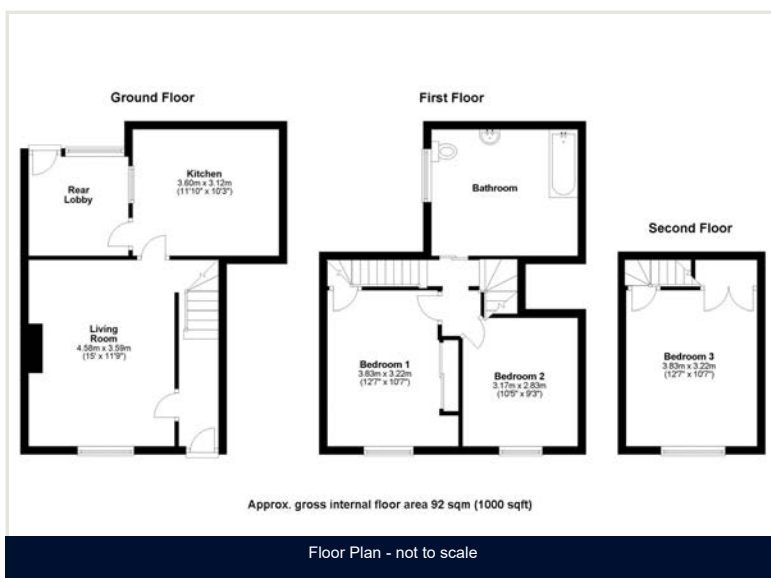 Ground Floor
First Floor
Second Floor
Kitchen
3.60m x 3.12m
(11'10" x 10'3")
Rear
Lobby
Living
Room
4.58m x 3.59m
(15' x 11'9")
Bathroom
Bedroom 1
3.83m x 3.22m
(12'7" x 10'7")
Bedroom 2
3.17m x 2.83m
(10'5" x 9'3")
Bedroom 3
3.83m x 3.22m
(12'7" x 10'7")
Approx. gross internal floor area 92 sqm (1000 sqft)
Floor Plan - not to scale